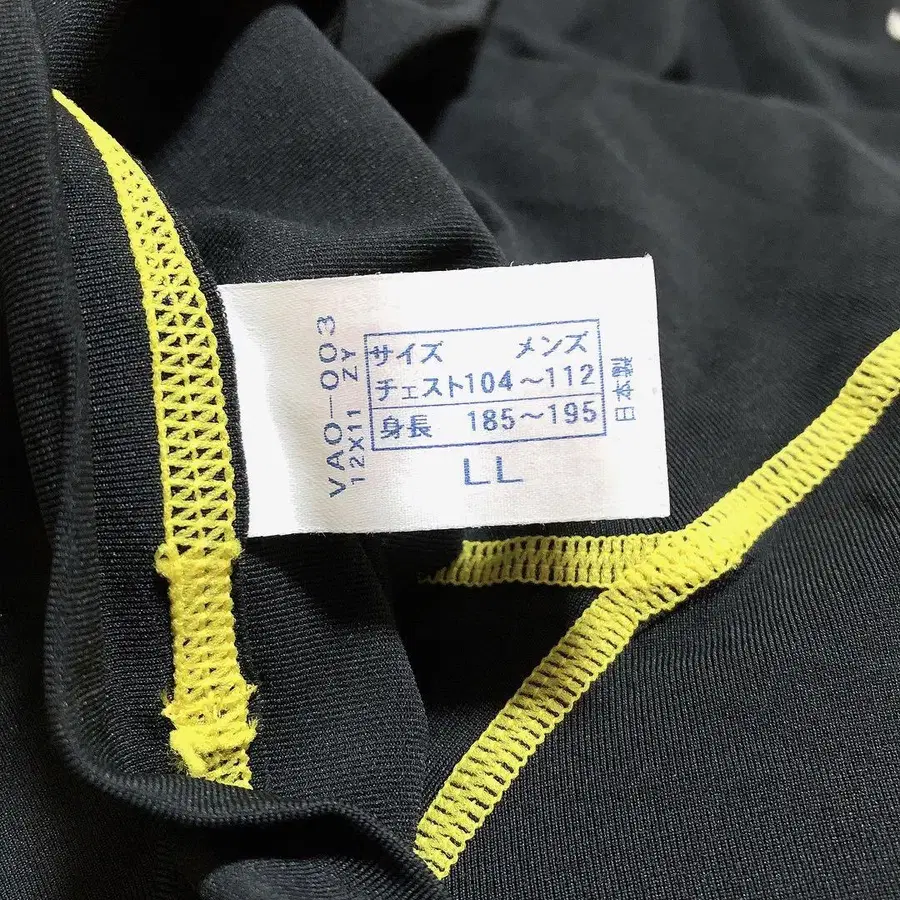 サイズ メンズ
チェスト104〜112
身長 185〜195
LL
日本製
VAO-003
12X11 ZY